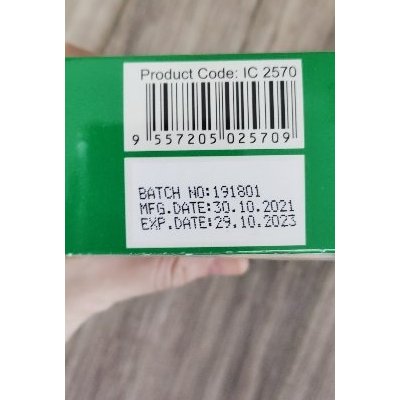 Product Code: IC 2570
9 557205 025709
BATCH NO:191801
MFG.DATE:30.10.2021
EXP.DATE:29.10.2023